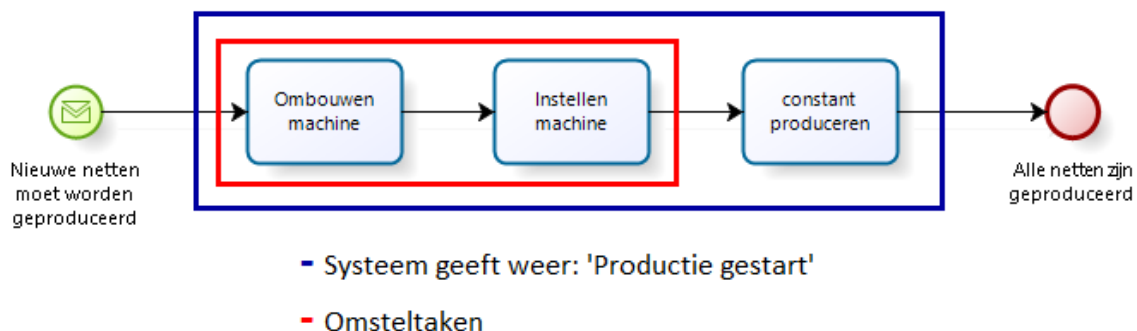 Ombouwen
machine
Instellen
machine
constant
produceren
Nieuwe netten
moet worden
geproduceerd
Alle netten zijn
geproduceerd
- Systeem geeft weer: 'Productie gestart'
- Omsteltaken